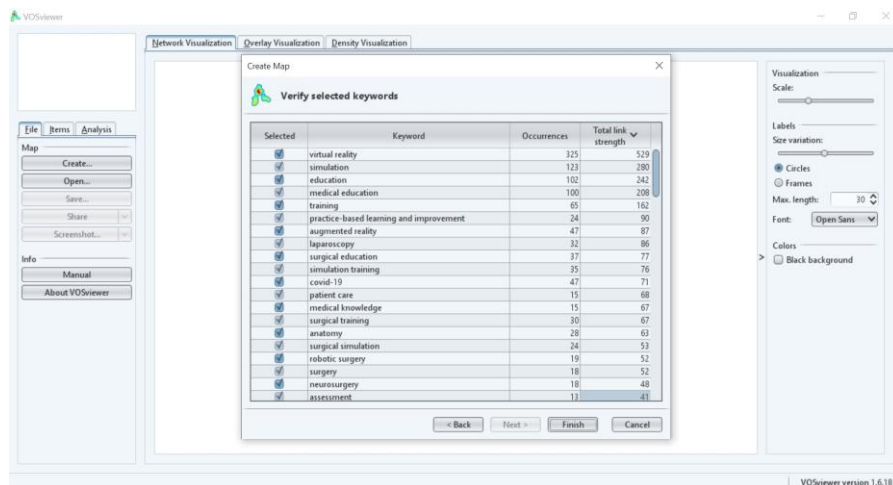 VOSviewer
Network Visualization Overlay Visualization Density Visualization
File Items Analysis
Map
Create...
Open...
Save...
Share
Screenshot...
Info
Manual
About VOSviewer
Create Map
Verify selected keywords
Selected Keyword Occurrences Total link strength
virtual reality 325 529
simulation 123 280
education 102 242
medical education 100 208
training 65 162
practice-based learning and improvement 24 90
augmented reality 47 87
laparoscopy 32 86
surgical education 37 77
simulation training 35 76
covid-19 47 71
patient care 15 68
medical knowledge 15 67
surgical training 30 67
anatomy 28 63
surgical simulation 24 53
robotic surgery 19 52
surgery 18 52
neurosurgery 18 48
assessment 13 41
< Back Next > Finish Cancel
Visualization
Scale:
Labels
Size variation:
Circles
Frames
Max. length: 30
Font: Open Sans
Colors
Black background
VOSviewer version 1.6.18